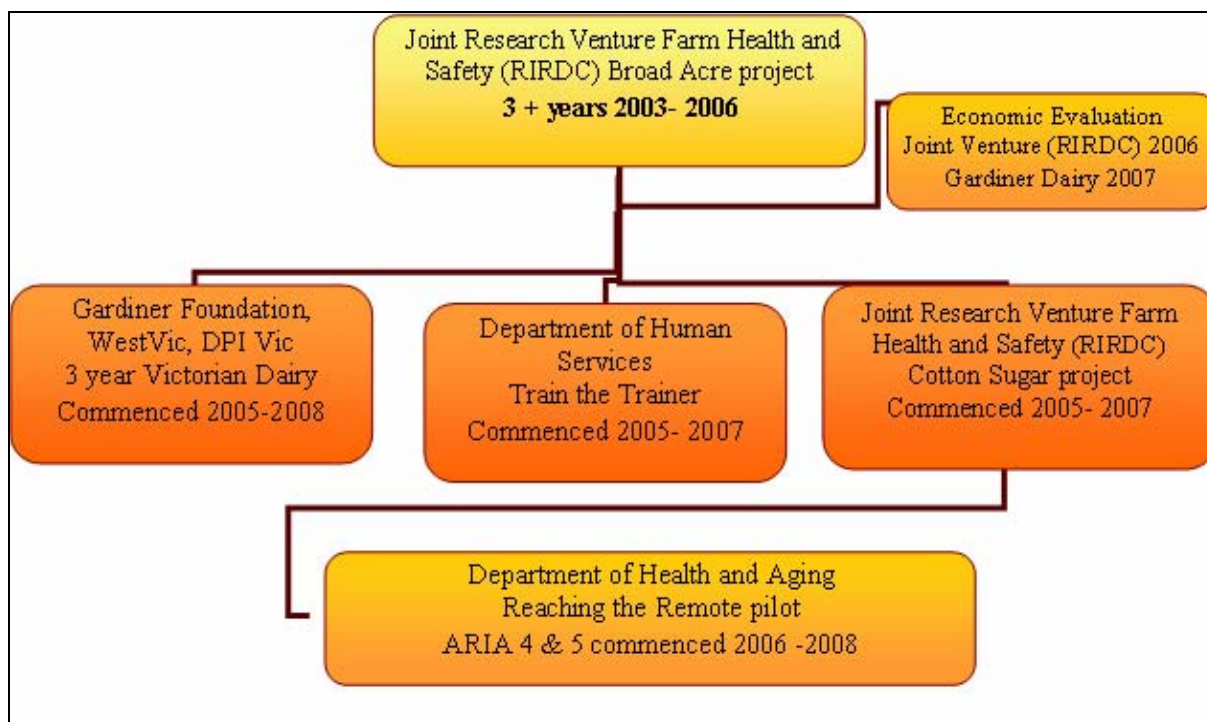 Joint Research Venture Farm Health and
Safety (RIRDC) Broad Acre project
3 + years 2003- 2006
Economic Evaluation
Joint Venture (RIRDC) 2006
Gardiner Dairy 2007
Gardiner Foundation,
WestVic, DPI Vic
3 year Victorian Dairy
Commenced 2005-2008
Department of Human
Services
Train the Trainer
Commenced 2005- 2007
Joint Research Venture Farm
Health and Safety (RIRDC)
Cotton Sugar project
Commenced 2005- 2007
Department of Health and Aging
Reaching the Remote pilot
ARIA 4 & 5 commenced 2006 -2008